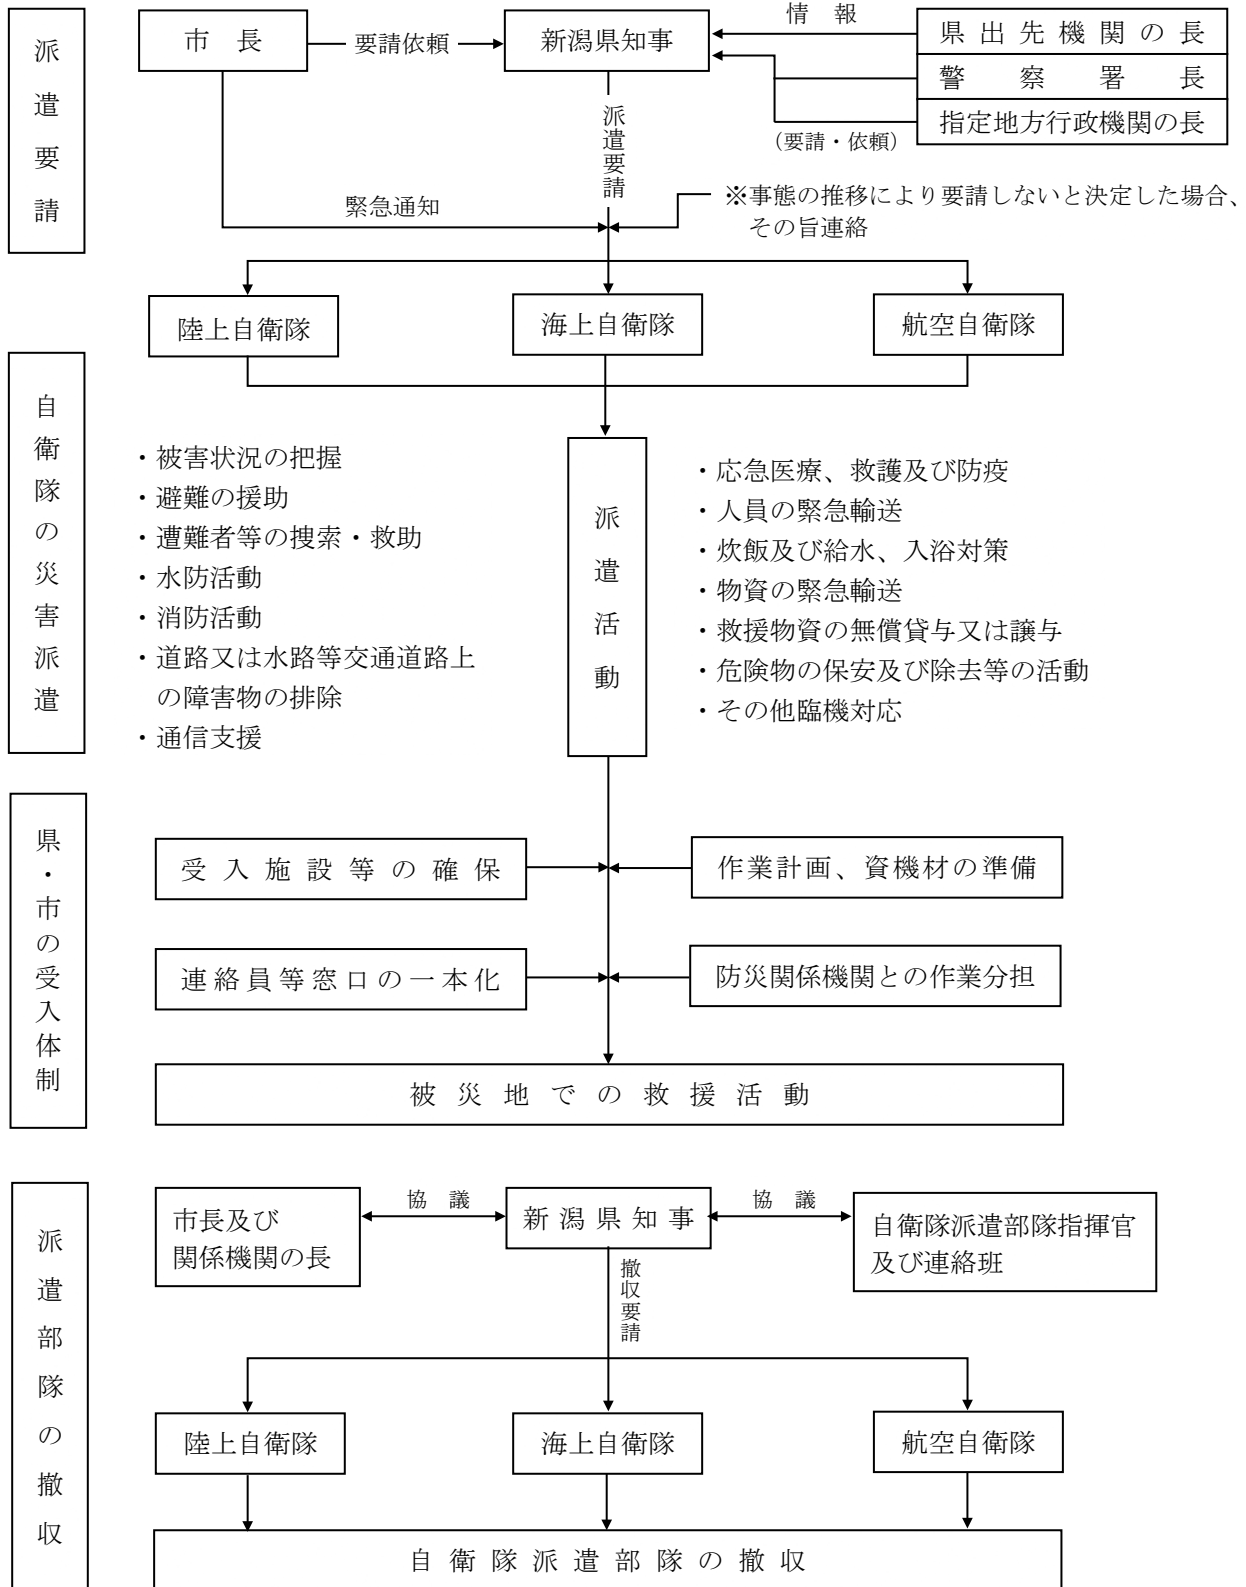 派遣要請
市長
要請依頼
新潟県知事
情報
県出先機関の長
警察署長
指定地方行政機関の長
(要請・依頼)
派遣要請
緊急通知
※事態の推移により要請しないと決定した場合、
その旨連絡
陸上自衛隊
海上自衛隊
航空自衛隊
自衛隊の災害派遣
・被害状況の把握
・避難の援助
・遭難者等の捜索・救助
・水防活動
・消防活動
・道路又は水路等交通道路上
の障害物の排除
・通信支援
派遣活動
・応急医療、救護及び防疫
・人員の緊急輸送
・炊飯及び給水、入浴対策
・物資の緊急輸送
・救援物資の無償貸与又は譲与
・危険物の保安及び除去等の活動
・その他臨機対応
県・市の受入体制
受入施設等の確保
作業計画、資機材の準備
連絡員等窓口の一本化
防災関係機関との作業分担
被災地での救援活動
派遣部隊の撤収
市長及び
関係機関の長
協議
新潟県知事
協議
自衛隊派遣部隊指揮官
及び連絡班
撤収要請
陸上自衛隊
海上自衛隊
航空自衛隊
自衛隊派遣部隊の撤収